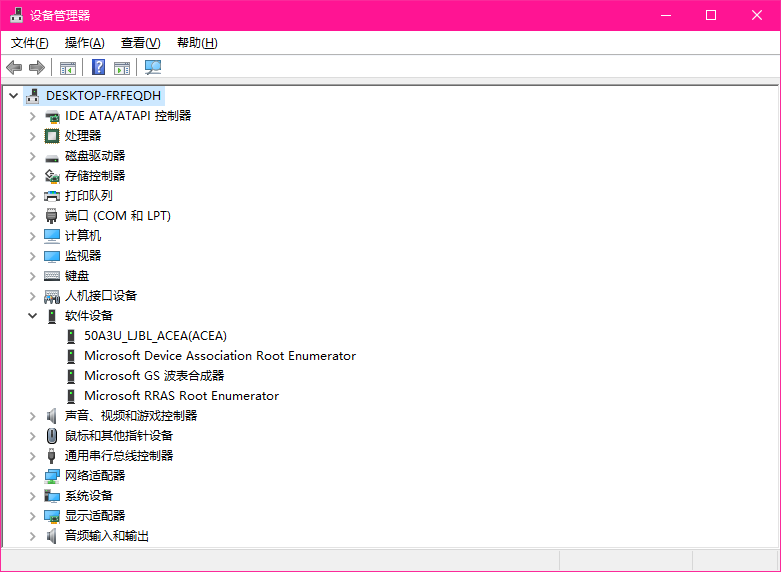 设备管理器
文件(F) 操作(A) 查看(V) 帮助(H)
DESKTOP-FRFEQDH
IDE ATA/ATAPI 控制器
处理器
磁盘驱动器
存储控制器
打印队列
端口 (COM 和 LPT)
计算机
监视器
键盘
人机接口设备
软件设备
50A3U_LJBL_ACEA(ACEA)
Microsoft Device Association Root Enumerator
Microsoft GS 波表合成器
Microsoft RRAS Root Enumerator
声音、视频和游戏控制器
鼠标和其他指针设备
通用串行总线控制器
网络适配器
系统设备
显示适配器
音频输入和输出